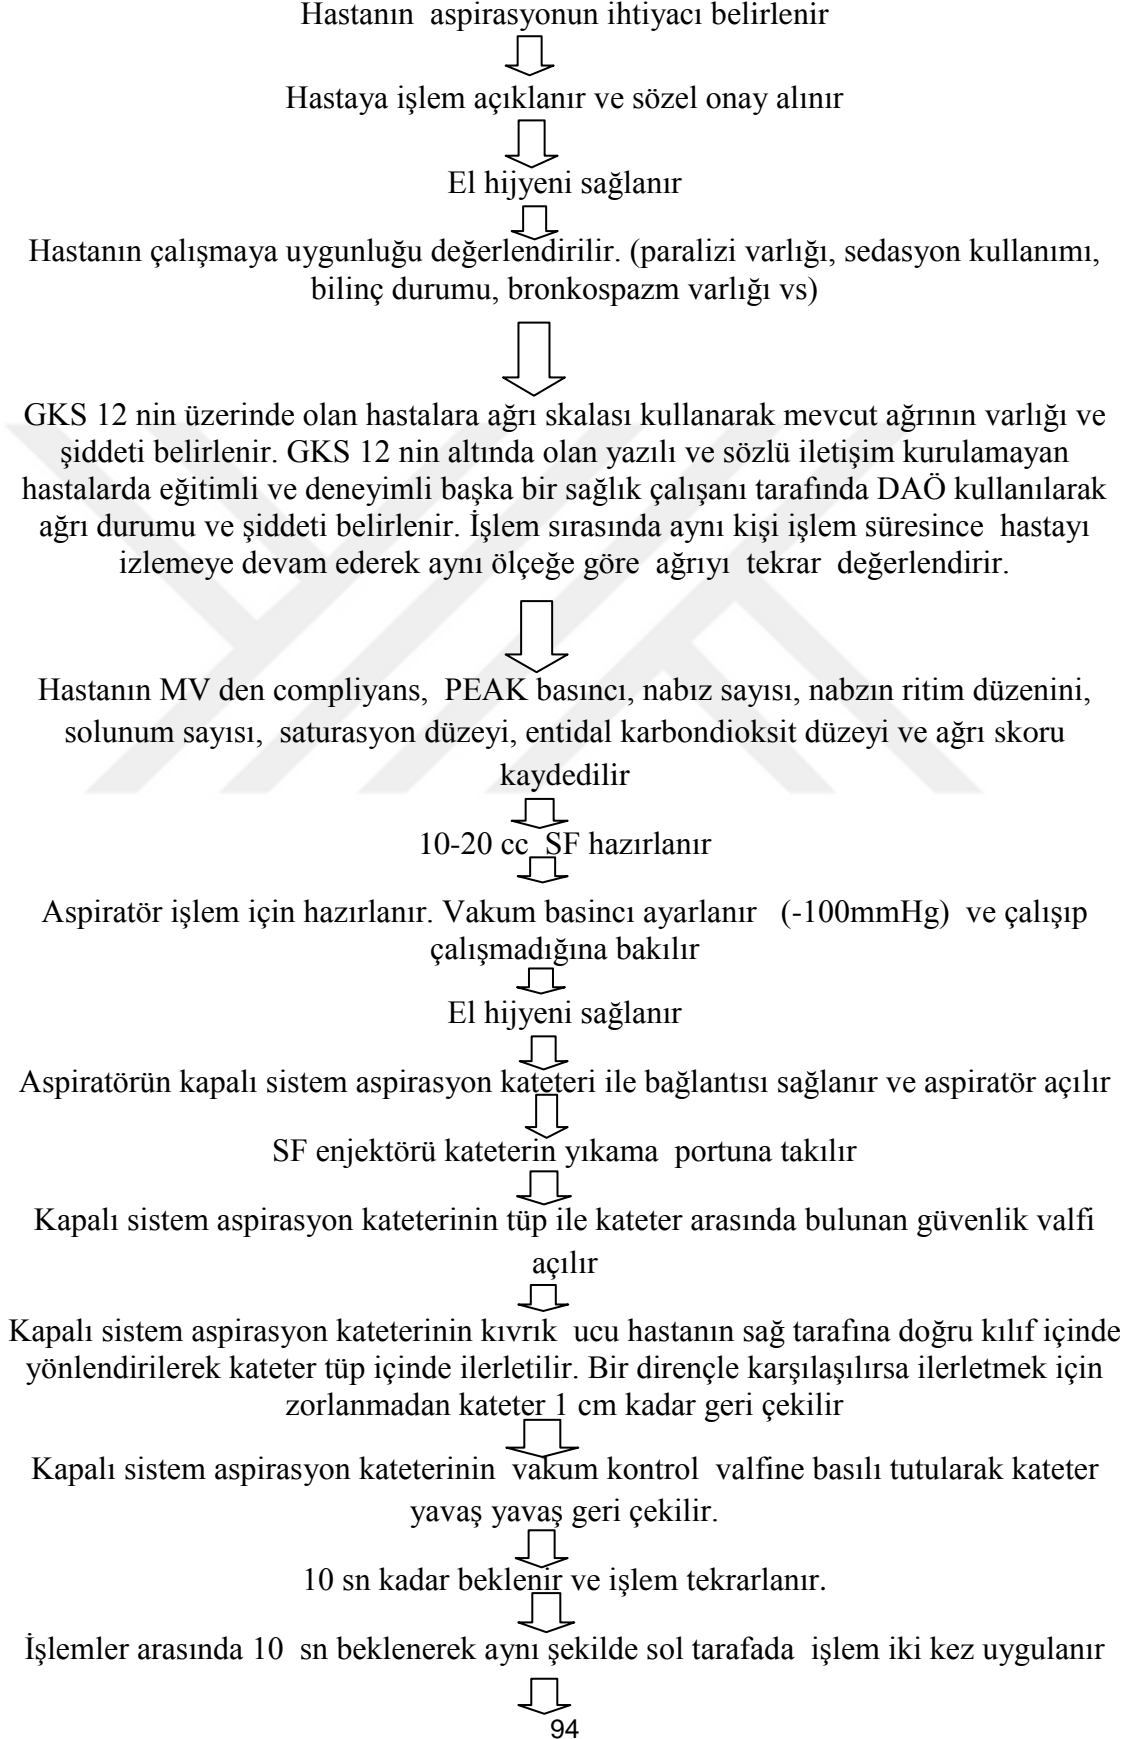 Hastanın aspirasyonun ihtiyacı belirlenir
Hastaya işlem açıklanır ve sözel onay alınır
El hijyeni sağlanır
Hastanın çalışmaya uygunluğu değerlendirilir. (paralizi varlığı, sedasyon kullanımı,
bilinç durumu, bronkospazm varlığı vs)
GKS 12 nin üzerinde olan hastalara ağrı skalası kullanarak mevcut ağrının varlığı ve
şiddeti belirlenir. GKS 12 nin altında olan yazılı ve sözlü iletişim kurulamayan
hastalarda eğitimli ve deneyimli başka bir sağlık çalışanı tarafında DAÖ kullanılarak
ağrı durumu ve şiddeti belirlenir. İşlem sırasında aynı kişi işlem süresince hastayı
izlemeye devam ederek aynı ölçeğe göre ağrıyı tekrar değerlendirir.
Hastanın MV den compliyans, PEAK basıncı, nabız sayısı, nabzın ritim düzenini,
solunum sayısı, saturasyon düzeyi, entidal karbondioksit düzeyi ve ağrı skoru
kaydedilir
10-20 cc SF hazırlanır
Aspiratör işlem için hazırlanır. Vakum basincı ayarlanır (-100mmHg) ve çalışıp
çalışmadığına bakılır
El hijyeni sağlanır
Aspiratörün kapalı sistem aspirasyon kateteri ile bağlantısı sağlanır ve aspiratör açılır
SF enjektörü kateterin yıkama portuna takılır
Kapalı sistem aspirasyon kateterinin tüp ile kateter arasında bulunan güvenlik valfi
açılır
Kapalı sistem aspirasyon kateterinin kıvrık ucu hastanın sağ tarafına doğru kılıf içinde
yönlendirilerek kateter tüp içinde ilerletilir. Bir dirençle karşılaşılırsa ilerletmek için
zorlanmadan kateter 1 cm kadar geri çekilir
Kapalı sistem aspirasyon kateterinin vakum kontrol valfine basılı tutularak kateter
yavaş yavaş geri çekilir.
10 sn kadar beklenir ve işlem tekrarlanır.
İşlemler arasında 10 sn beklenerek aynı şekilde sol tarafada işlem iki kez uygulanır
94